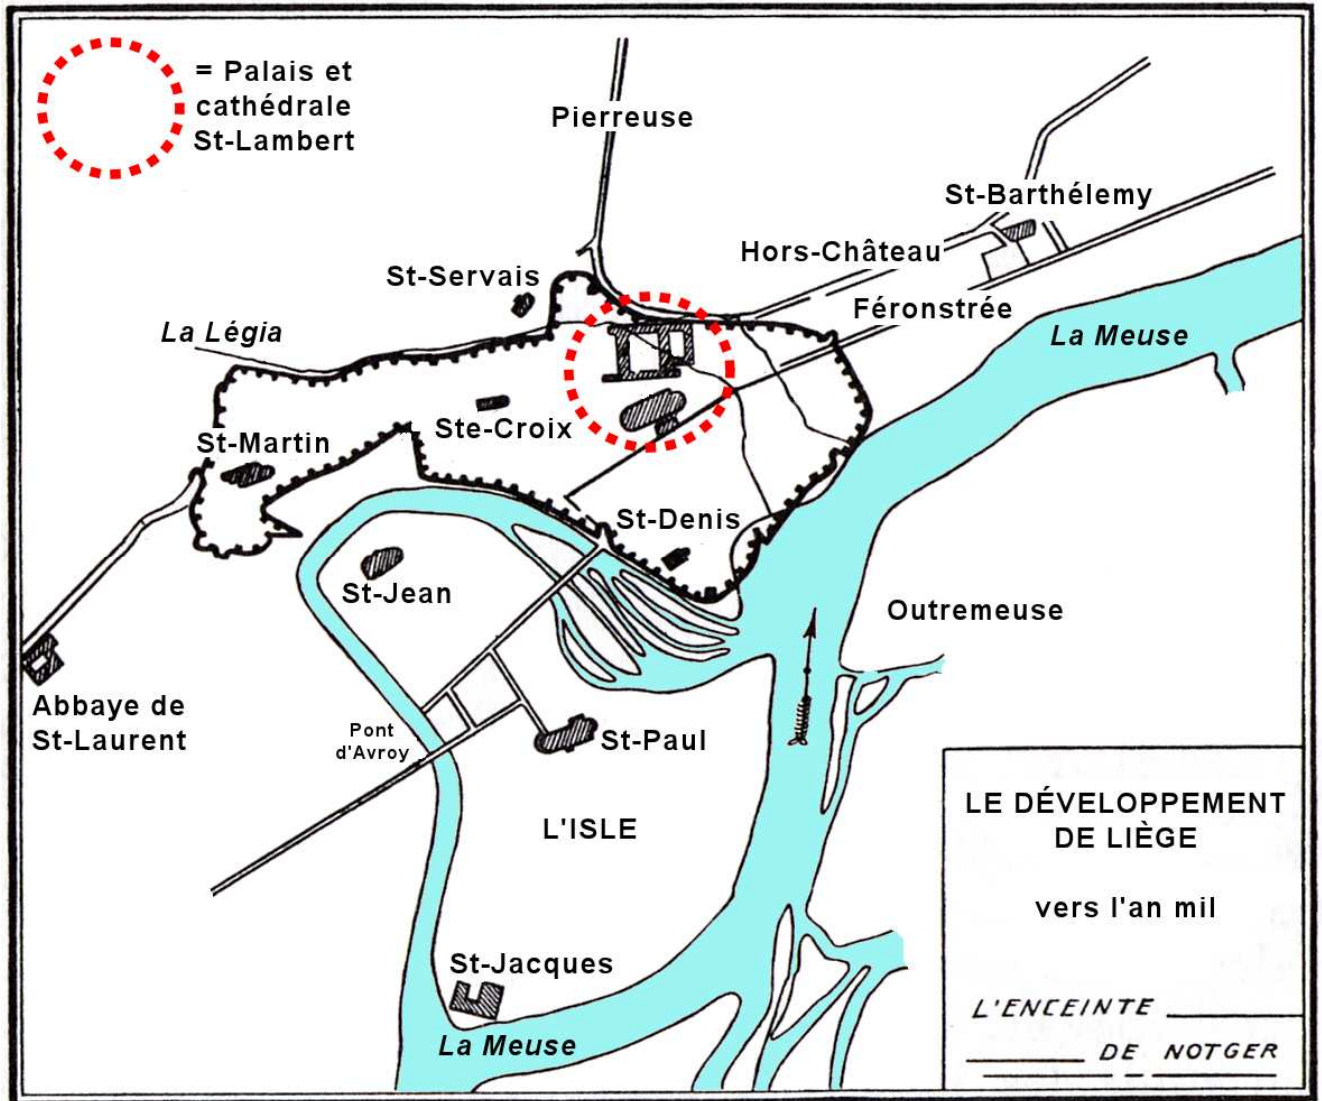 = Palais et
cathédrale
St-Lambert
Pierreuse
St-Barthélemy
Hors-Château
St-Servais
Féronstrée
La Légia
La Meuse
Ste-Croix
St-Martin
St-Denis
St-Jean
Outremeuse
Abbaye de
St-Laurent
Pont
d'Avroy
St-Paul
L'ISLE
St-Jacques
La Meuse
LE DÉVELOPPEMENT
DE LIÈGE
vers l'an mil
L'ENCEINTE
DE NOTGER